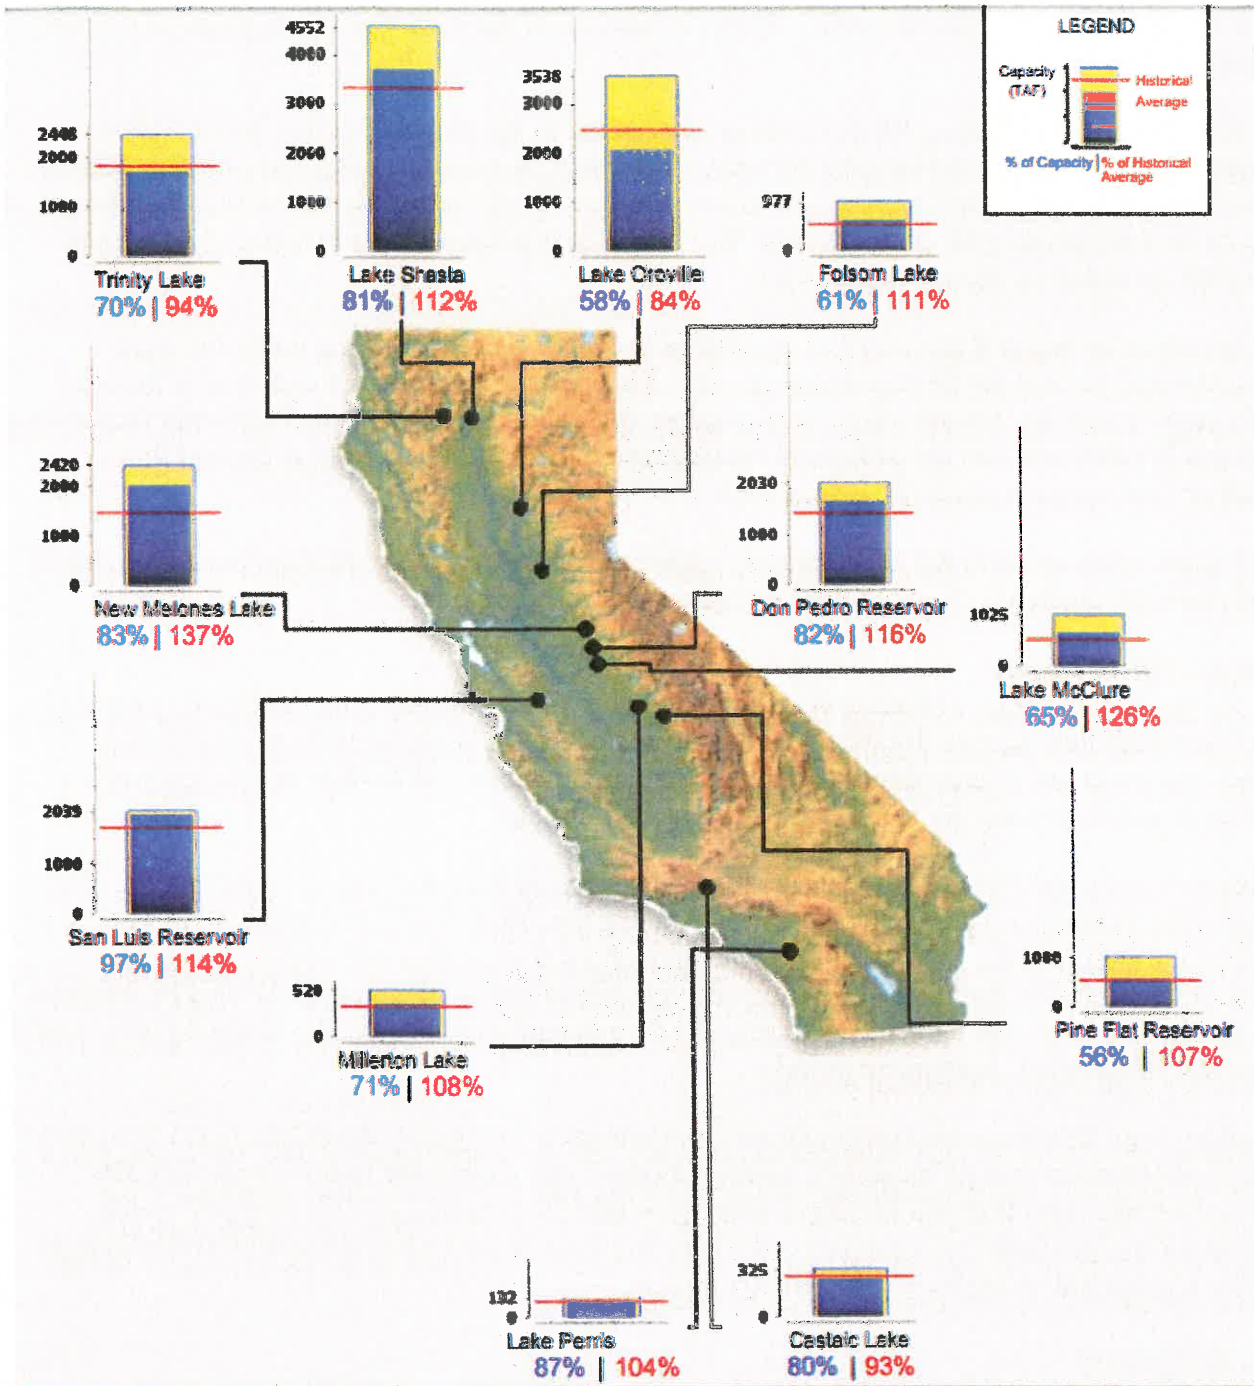 LEGEND
Capacity
(TAF)
Historical
Average
% of Capacity | % of Historical
Average
2448
2000
1000
0
Trinity Lake
70% | 94%
4552
4000
3000
2000
1000
0
Lake Shasta
81% | 112%
3538
3000
2000
1000
0
Lake Oroville
58% | 84%
977
0
Folsom Lake
61% | 111%
2420
2000
1000
0
New Melones Lake
83% | 137%
2030
1000
0
Don Pedro Reservoir
82% | 116%
1025
0
Lake McClure
65% | 126%
2039
1000
0
San Luis Reservoir
97% | 114%
520
0
Millerton Lake
71% | 108%
1000
0
Pine Flat Reservoir
56% | 107%
132
0
Lake Perris
87% | 104%
325
0
Castaic Lake
80% | 93%